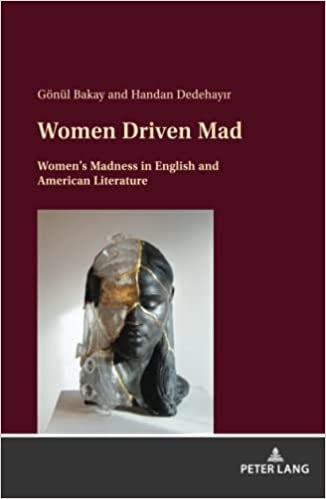 Gönül Bakay and Handan Dedehayır
Women Driven Mad
Women's Madness in English and
American Literature
PETER LANG